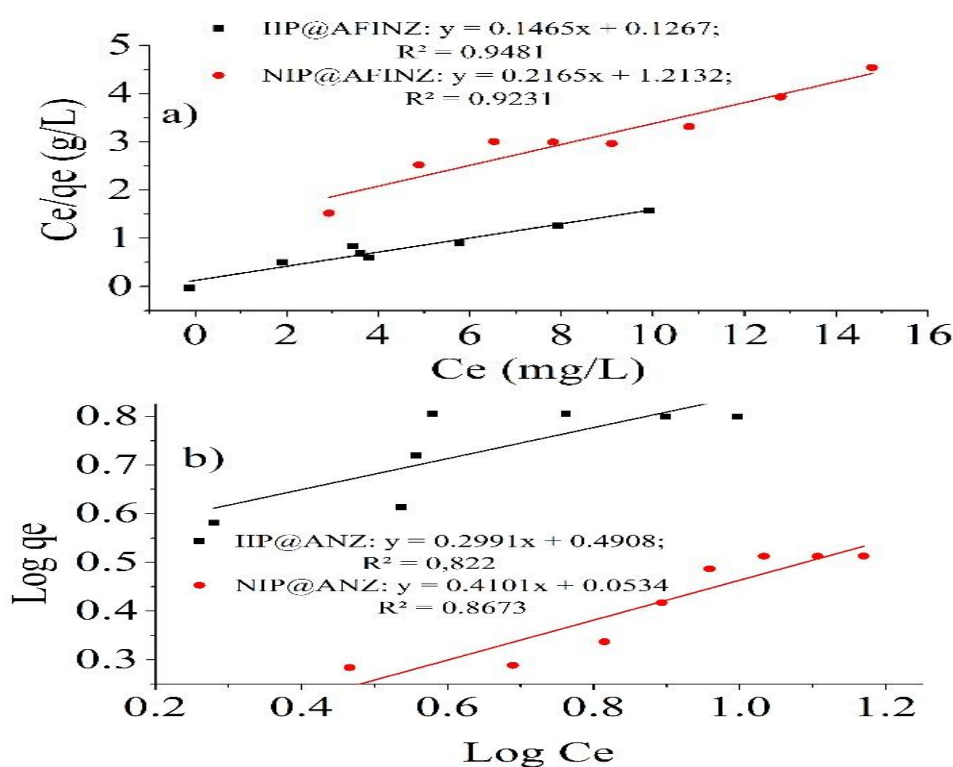 IIP@AFINZ: y = 0.1465x + 0.1267;
R² = 0.9481
NIP@AFINZ: y = 0.2165x + 1.2132;
R² = 0.9231
a)
Ce/qe (g/L)
5
4
3
2
1
0
0 2 4 6 8 10 12 14 16
Ce (mg/L)
b)
Log qe
0.8
0.7
0.6
0.5
0.4
0.3
IIP@ANZ: y = 0.2991x + 0.4908;
R² = 0,822
NIP@ANZ: y = 0.4101x + 0.0534
R² = 0.8673
0.2 0.4 0.6 0.8 1.0 1.2
Log Ce